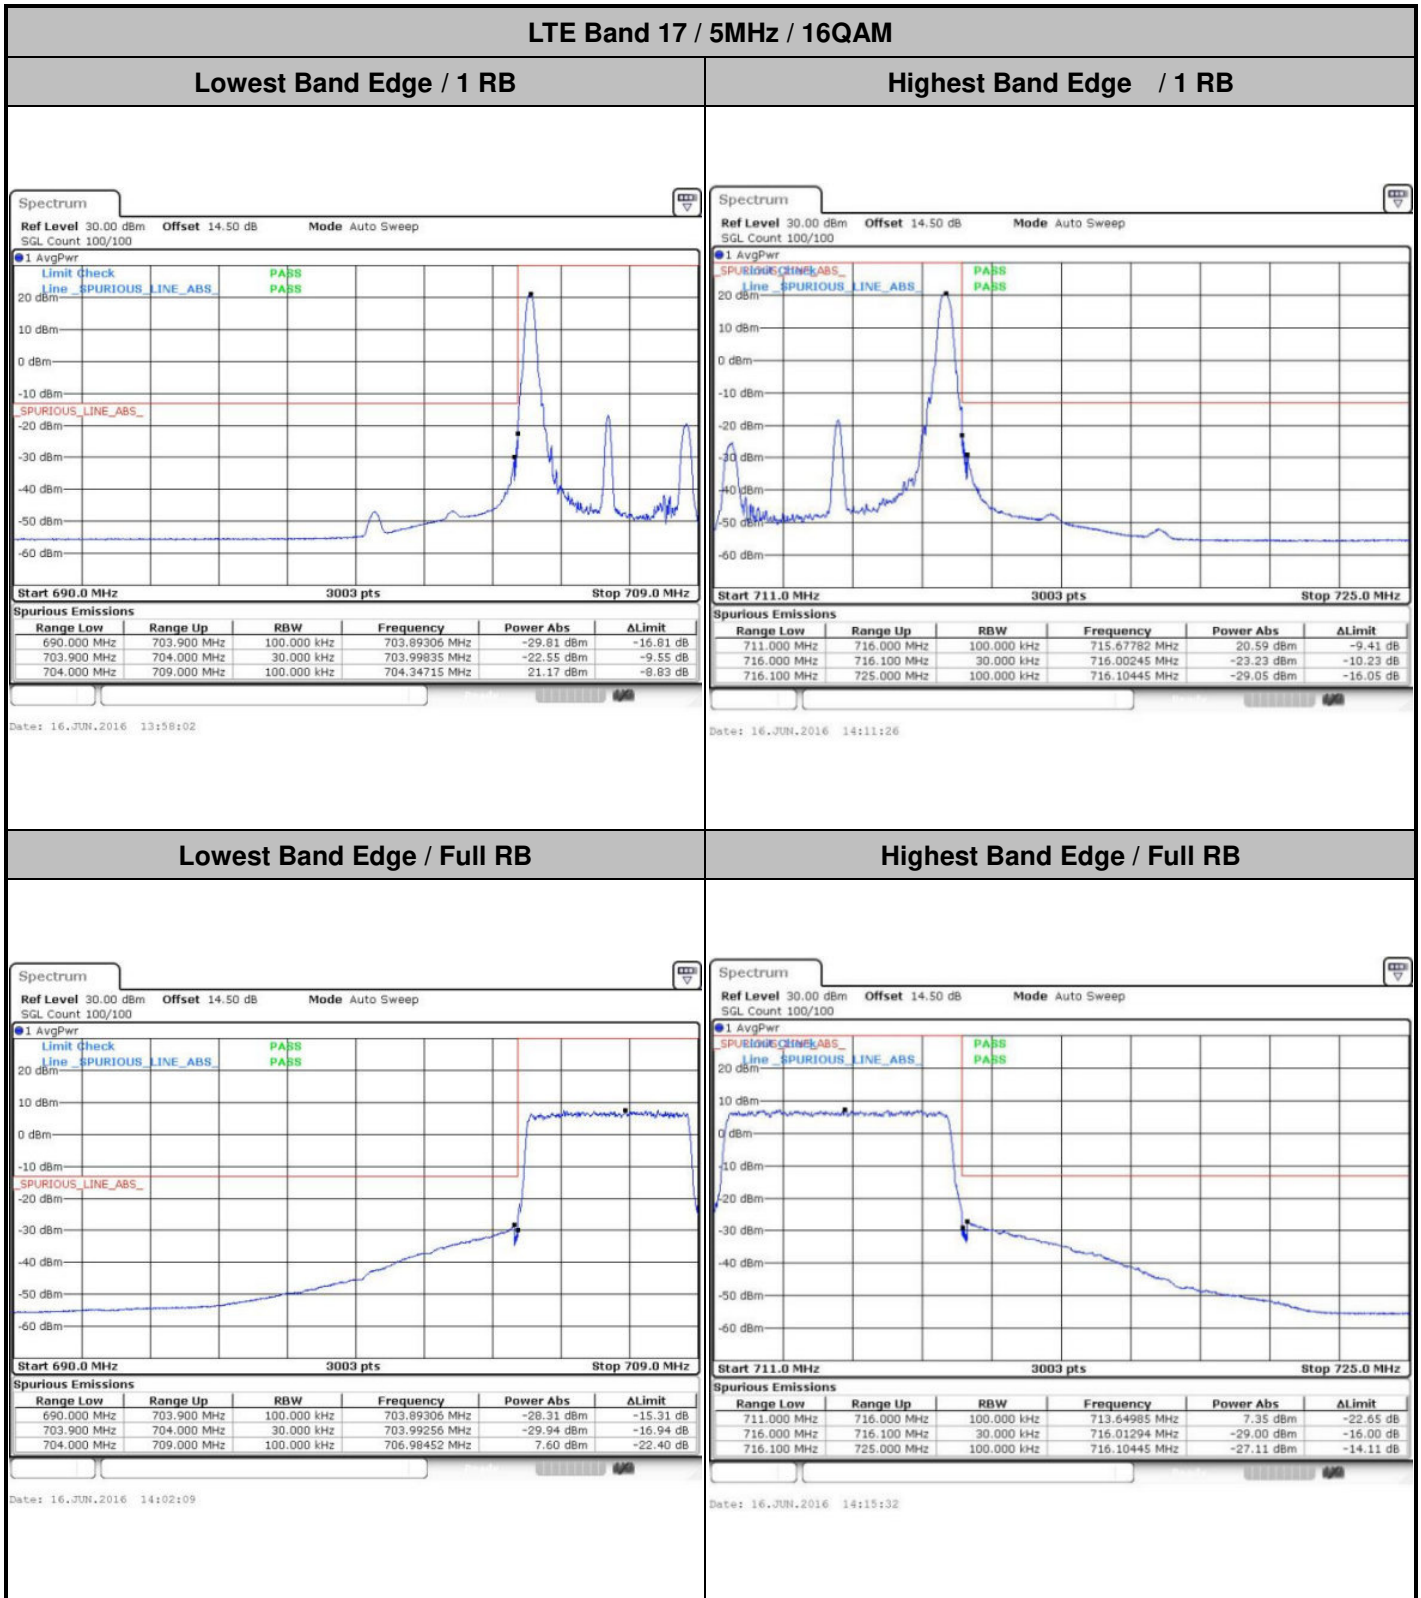 LTE Band 17 / 5MHz / 16QAM
Lowest Band Edge / 1 RB
Highest Band Edge / 1 RB
Spectrum
Ref Level 30.00 dBm Offset 14.50 dB Mode Auto Sweep
SGL Count 100/100
1 AvgPwr
Limit Check PASS
Line _SPURIOUS_LINE_ABS_ PASS
20 dBm
10 dBm
0 dBm
-10 dBm
_SPURIOUS_LINE_ABS_
-20 dBm
-30 dBm
-40 dBm
-50 dBm
-60 dBm
Start 690.0 MHz 3003 pts Stop 709.0 MHz
Spurious Emissions
Range Low Range Up RBW Frequency Power Abs ΔLimit
690.000 MHz 703.900 MHz 100.000 kHz 703.89306 MHz -29.81 dBm -16.81 dB
703.900 MHz 704.000 MHz 30.000 kHz 703.99835 MHz -22.55 dBm -9.55 dB
704.000 MHz 709.000 MHz 100.000 kHz 704.34715 MHz 21.17 dBm -8.83 dB
Date: 16.JUN.2016 13:58:02
Spectrum
Ref Level 30.00 dBm Offset 14.50 dB Mode Auto Sweep
SGL Count 100/100
1 AvgPwr
_SPURIOUS_LINE_ABS_
Limit Check PASS
Line _SPURIOUS_LINE_ABS_ PASS
20 dBm
10 dBm
0 dBm
-10 dBm
-20 dBm
-30 dBm
-40 dBm
-50 dBm
-60 dBm
Start 711.0 MHz 3003 pts Stop 725.0 MHz
Spurious Emissions
Range Low Range Up RBW Frequency Power Abs ΔLimit
711.000 MHz 716.000 MHz 100.000 kHz 715.67782 MHz 20.59 dBm -9.41 dB
716.000 MHz 716.100 MHz 30.000 kHz 716.00245 MHz -23.23 dBm -10.23 dB
716.100 MHz 725.000 MHz 100.000 kHz 716.10445 MHz -29.05 dBm -16.05 dB
Date: 16.JUN.2016 14:11:26
Lowest Band Edge / Full RB
Highest Band Edge / Full RB
Spectrum
Ref Level 30.00 dBm Offset 14.50 dB Mode Auto Sweep
SGL Count 100/100
1 AvgPwr
Limit Check PASS
Line _SPURIOUS_LINE_ABS_ PASS
20 dBm
10 dBm
0 dBm
-10 dBm
_SPURIOUS_LINE_ABS_
-20 dBm
-30 dBm
-40 dBm
-50 dBm
-60 dBm
Start 690.0 MHz 3003 pts Stop 709.0 MHz
Spurious Emissions
Range Low Range Up RBW Frequency Power Abs ΔLimit
690.000 MHz 703.900 MHz 100.000 kHz 703.89306 MHz -28.31 dBm -15.31 dB
703.900 MHz 704.000 MHz 30.000 kHz 703.99256 MHz -29.94 dBm -16.94 dB
704.000 MHz 709.000 MHz 100.000 kHz 706.98452 MHz 7.60 dBm -22.40 dB
Date: 16.JUN.2016 14:02:09
Spectrum
Ref Level 30.00 dBm Offset 14.50 dB Mode Auto Sweep
SGL Count 100/100
1 AvgPwr
_SPURIOUS_LINE_ABS_
Limit Check PASS
Line _SPURIOUS_LINE_ABS_ PASS
20 dBm
10 dBm
0 dBm
-10 dBm
-20 dBm
-30 dBm
-40 dBm
-50 dBm
-60 dBm
Start 711.0 MHz 3003 pts Stop 725.0 MHz
Spurious Emissions
Range Low Range Up RBW Frequency Power Abs ΔLimit
711.000 MHz 716.000 MHz 100.000 kHz 713.64985 MHz 7.35 dBm -22.65 dB
716.000 MHz 716.100 MHz 30.000 kHz 716.01294 MHz -29.00 dBm -16.00 dB
716.100 MHz 725.000 MHz 100.000 kHz 716.10445 MHz -27.11 dBm -14.11 dB
Date: 16.JUN.2016 14:15:32